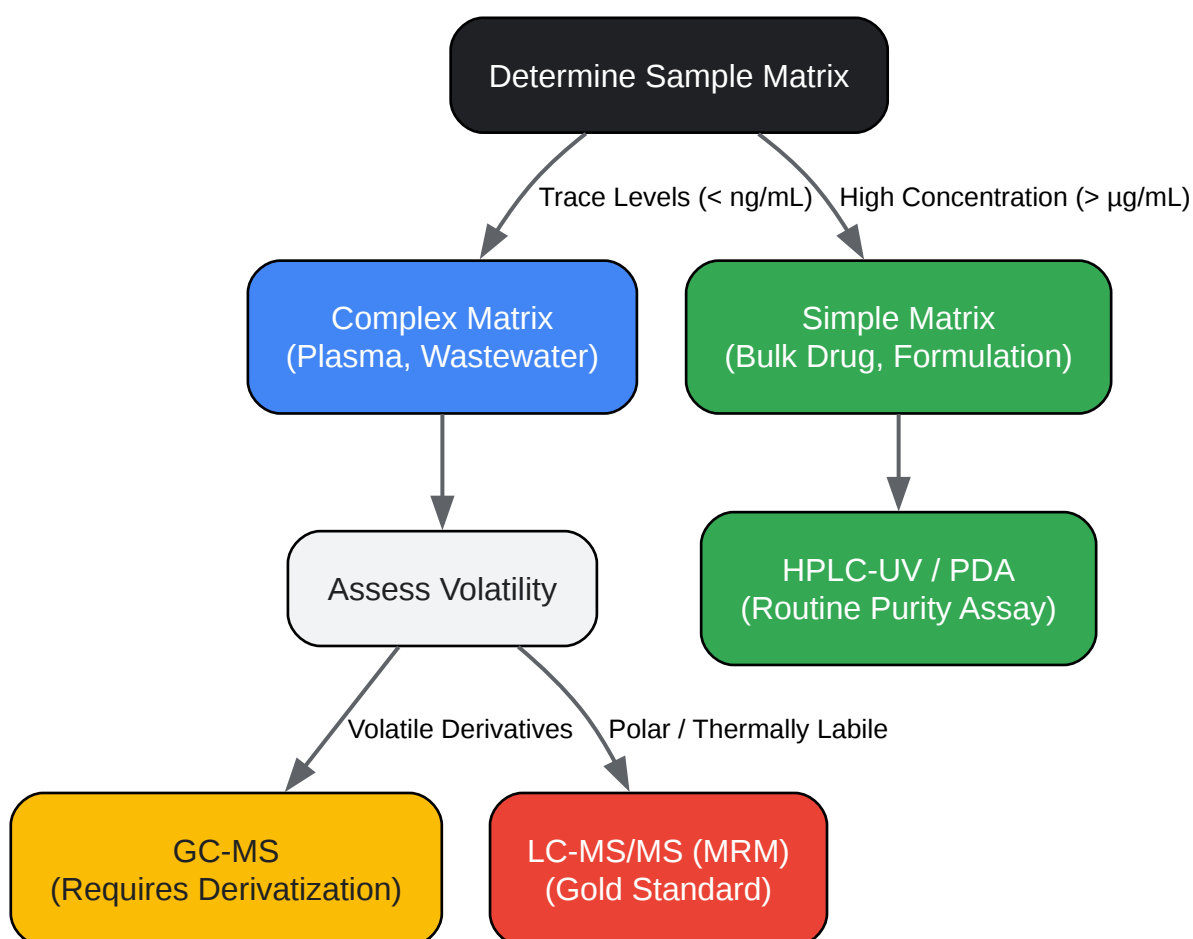 Determine Sample Matrix
Trace Levels (< ng/mL)
High Concentration (> µg/mL)
Complex Matrix
(Plasma, Wastewater)
Simple Matrix
(Bulk Drug, Formulation)
Assess Volatility
HPLC-UV / PDA
(Routine Purity Assay)
Volatile Derivatives
Polar / Thermally Labile
GC-MS
(Requires Derivatization)
LC-MS/MS (MRM)
(Gold Standard)